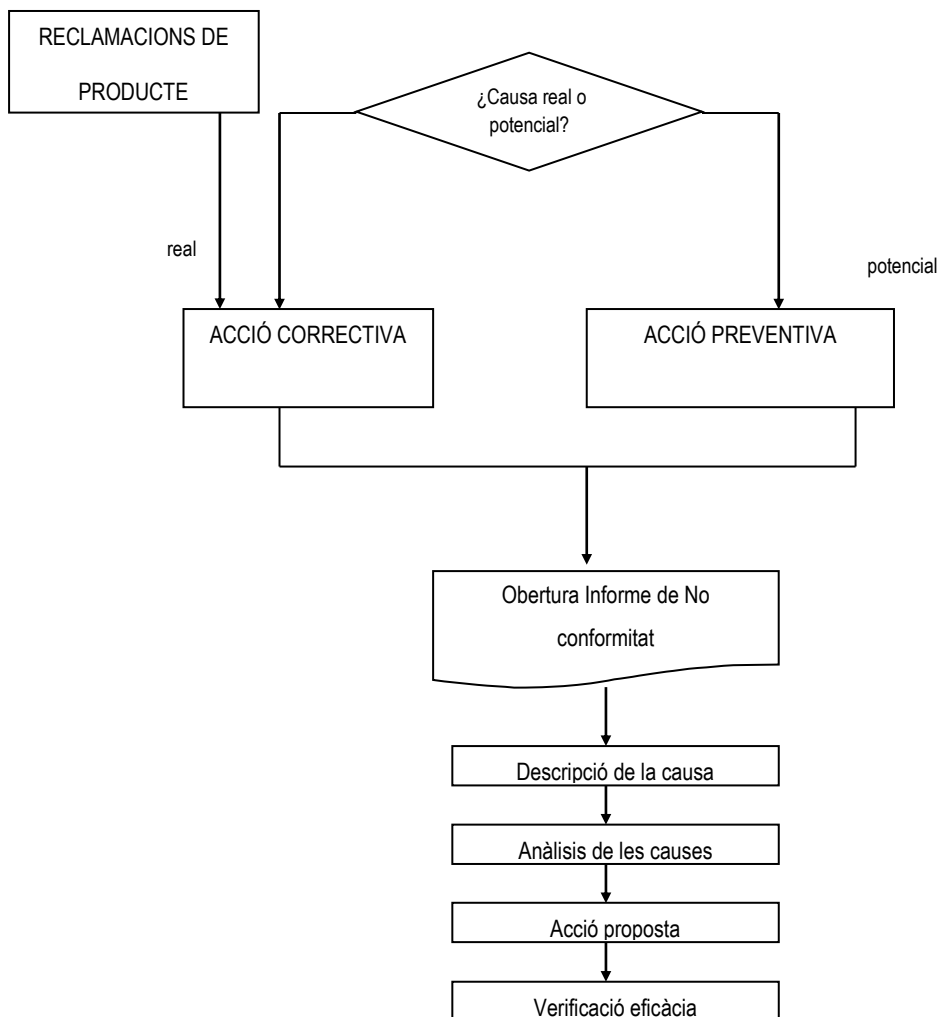 RECLAMACIONS DE
PRODUCTE
¿Causa real o
potencial?
real
potencial
ACCIÓ CORRECTIVA
ACCIÓ PREVENTIVA
Obertura Informe de No
conformitat
Descripció de la causa
Anàlisis de les causes
Acció proposta
Verificació eficàcia